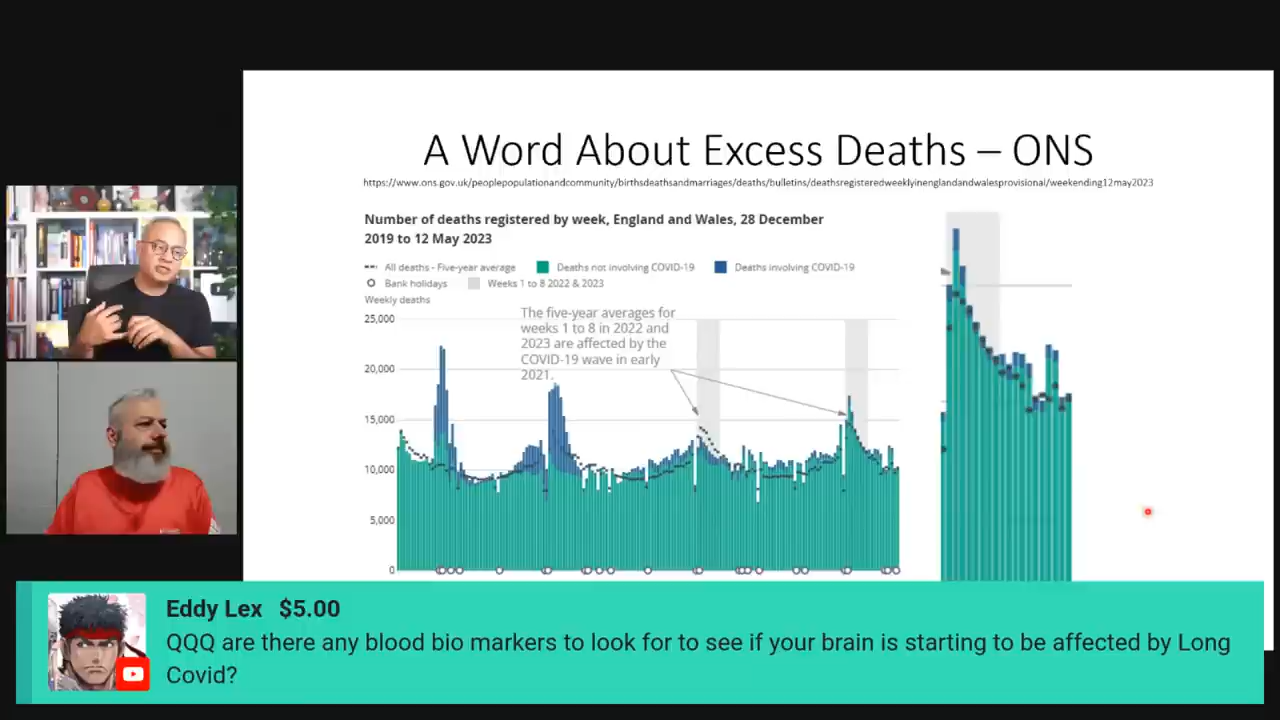 A Word About Excess Deaths – ONS
https://www.ons.gov.uk/peoplepopulationandcommunity/birthsdeathsandmarriages/deaths/bulletins/deathsregisteredweeklyinenglandandwalesprovisional/weekending12may2023
Number of deaths registered by week, England and Wales, 28 December
2019 to 12 May 2023
All deaths - Five-year average
Deaths not involving COVID-19
Deaths involving COVID-19
Bank holidays
Weeks 1 to 8 2022 & 2023
Weekly deaths
The five-year averages for
weeks 1 to 8 in 2022 and
2023 are affected by the
COVID-19 wave in early
2021.
25,000
20,000
15,000
10,000
5,000
0
Eddy Lex $5.00
QQQ are there any blood bio markers to look for to see if your brain is starting to be affected by Long
Covid?